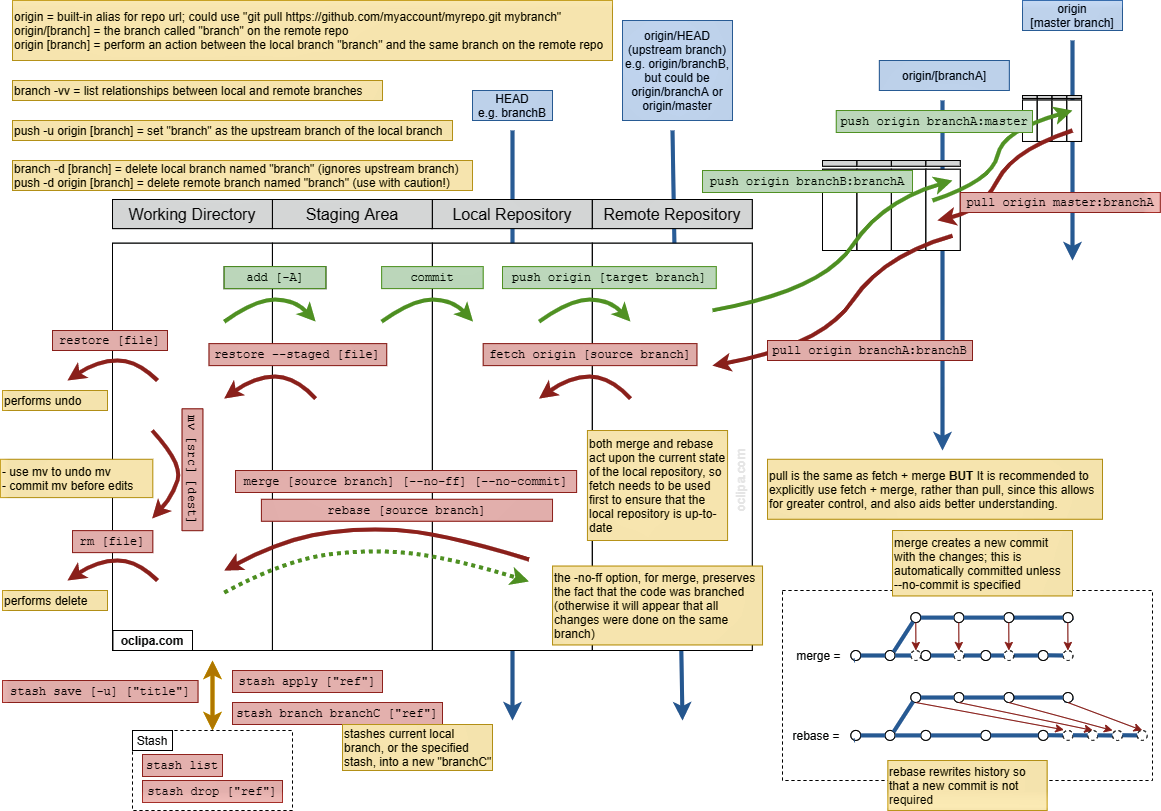 origin = built-in alias for repo url; could use "git pull https://github.com/myaccount/myrepo.git mybranch"
origin/[branch] = the branch called "branch" on the remote repo
origin [branch] = perform an action between the local branch "branch" and the same branch on the remote repo
branch -vv = list relationships between local and remote branches
push -u origin [branch] = set "branch" as the upstream branch of the local branch
branch -d [branch] = delete local branch named "branch" (ignores upstream branch)
push -d origin [branch] = delete remote branch named "branch" (use with caution!)
HEAD
e.g. branchB
origin/HEAD
(upstream branch)
e.g. origin/branchB,
but could be
origin/branchA or
origin/master
origin/[branchA]
origin
[master branch]
push origin branchA:master
push origin branchB:branchA
pull origin master:branchA
pull origin branchA:branchB
Working Directory
Staging Area
Local Repository
Remote Repository
add [-A]
commit
push origin [target branch]
restore [file]
restore --staged [file]
fetch origin [source branch]
performs undo
mv [src] [dest]
- use mv to undo mv
- commit mv before edits
merge [source branch] [--no-ff] [--no-commit]
rebase [source branch]
both merge and rebase
act upon the current state
of the local repository, so
fetch needs to be used
first to ensure that the
local repository is up-to-
date
oclipa.com
rm [file]
performs delete
the -no-ff option, for merge, preserves
the fact that the code was branched
(otherwise it will appear that all
changes were done on the same
branch)
oclipa.com
pull is the same as fetch + merge BUT It is recommended to
explicitly use fetch + merge, rather than pull, since this allows
for greater control, and also aids better understanding.
merge creates a new commit
with the changes; this is
automatically committed unless
--no-commit is specified
merge =
rebase =
rebase rewrites history so
that a new commit is not
required
stash save [-u] ["title"]
stash apply ["ref"]
stash branch branchC ["ref"]
stashes current local
branch, or the specified
stash, into a new "branchC"
Stash
stash list
stash drop ["ref"]